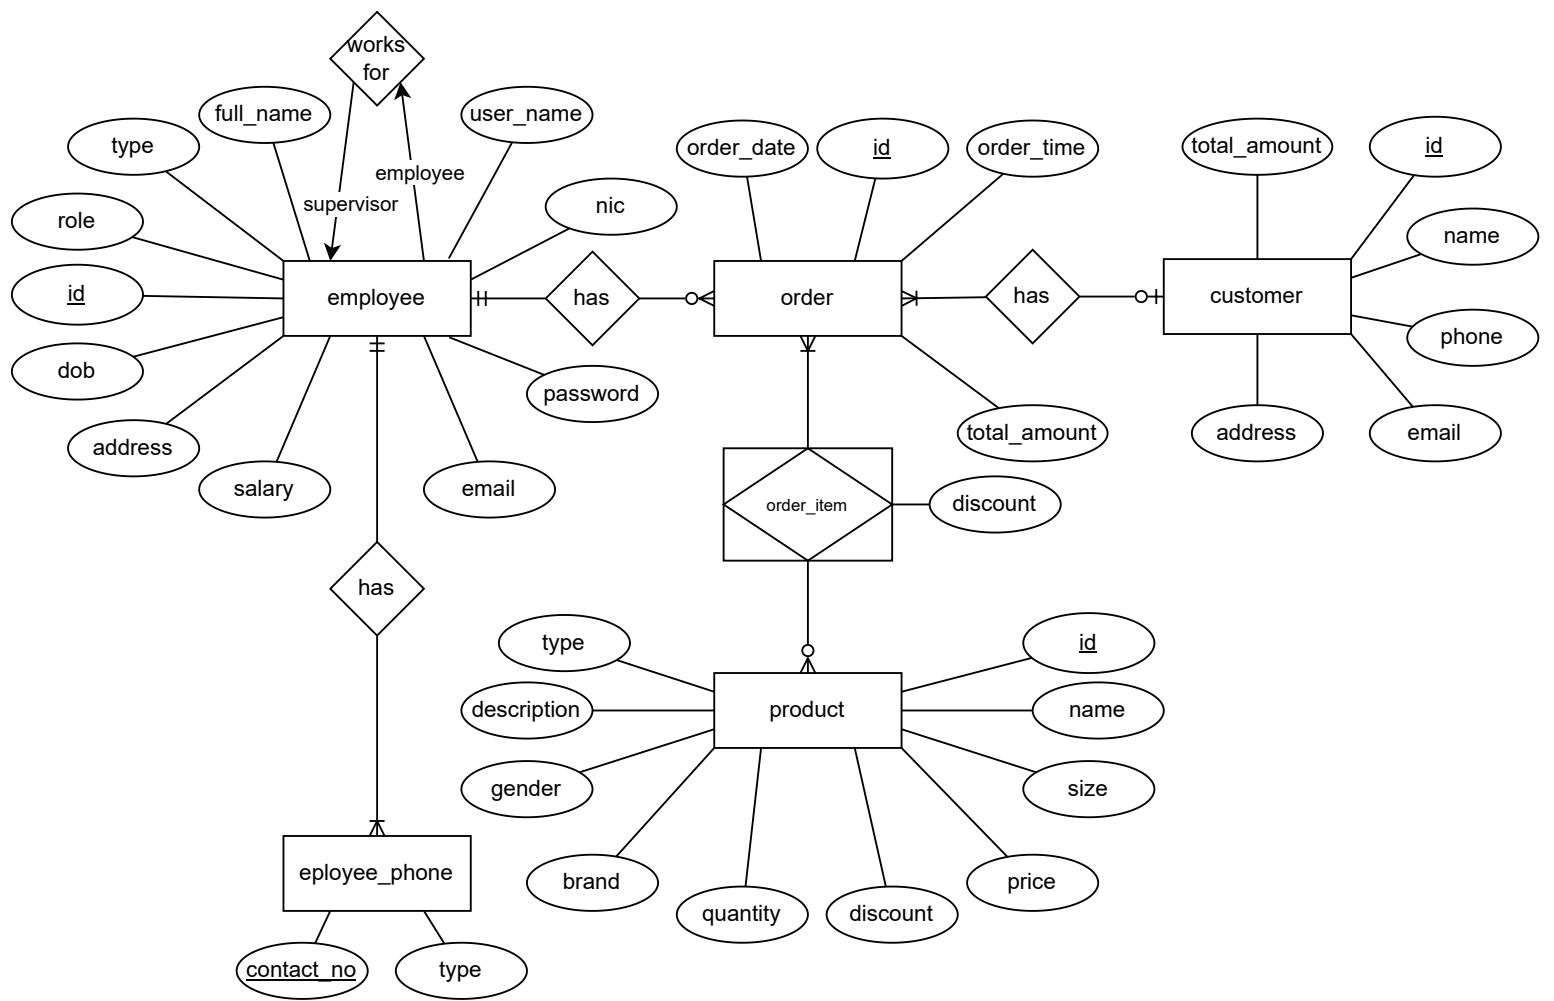 works
for
full_name
user_name
type
order_date
id
order_time
total_amount
id
employee
supervisor
nic
role
name
id
employee
has
order
has
customer
phone
dob
password
address
total_amount
address
email
salary
email
order_item
discount
has
type
id
description
product
name
gender
size
brand
price
eployee_phone
quantity
discount
contact_no
type